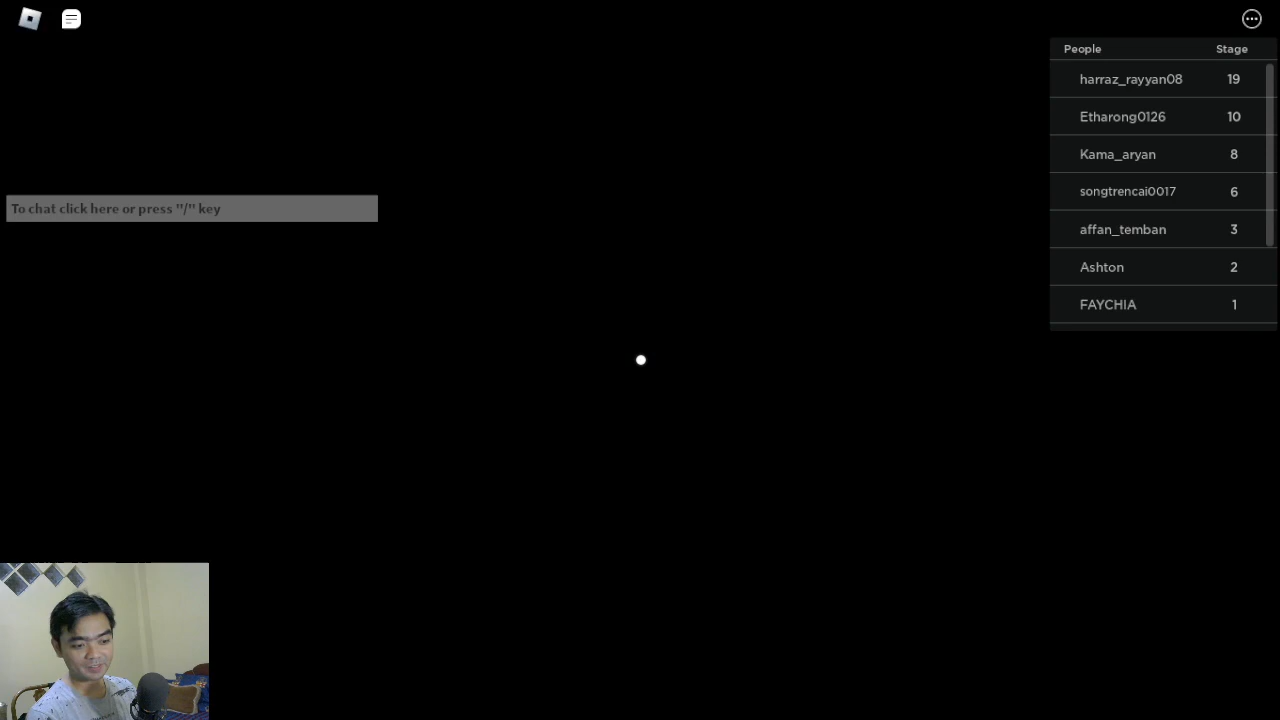 People Stage
harraz_rayyan08 19
Etharong0126 10
Kama_aryan 8
To chat click here or press "/" key
songtrencai0017 6
affan_temban 3
Ashton 2
FAYCHIA 1